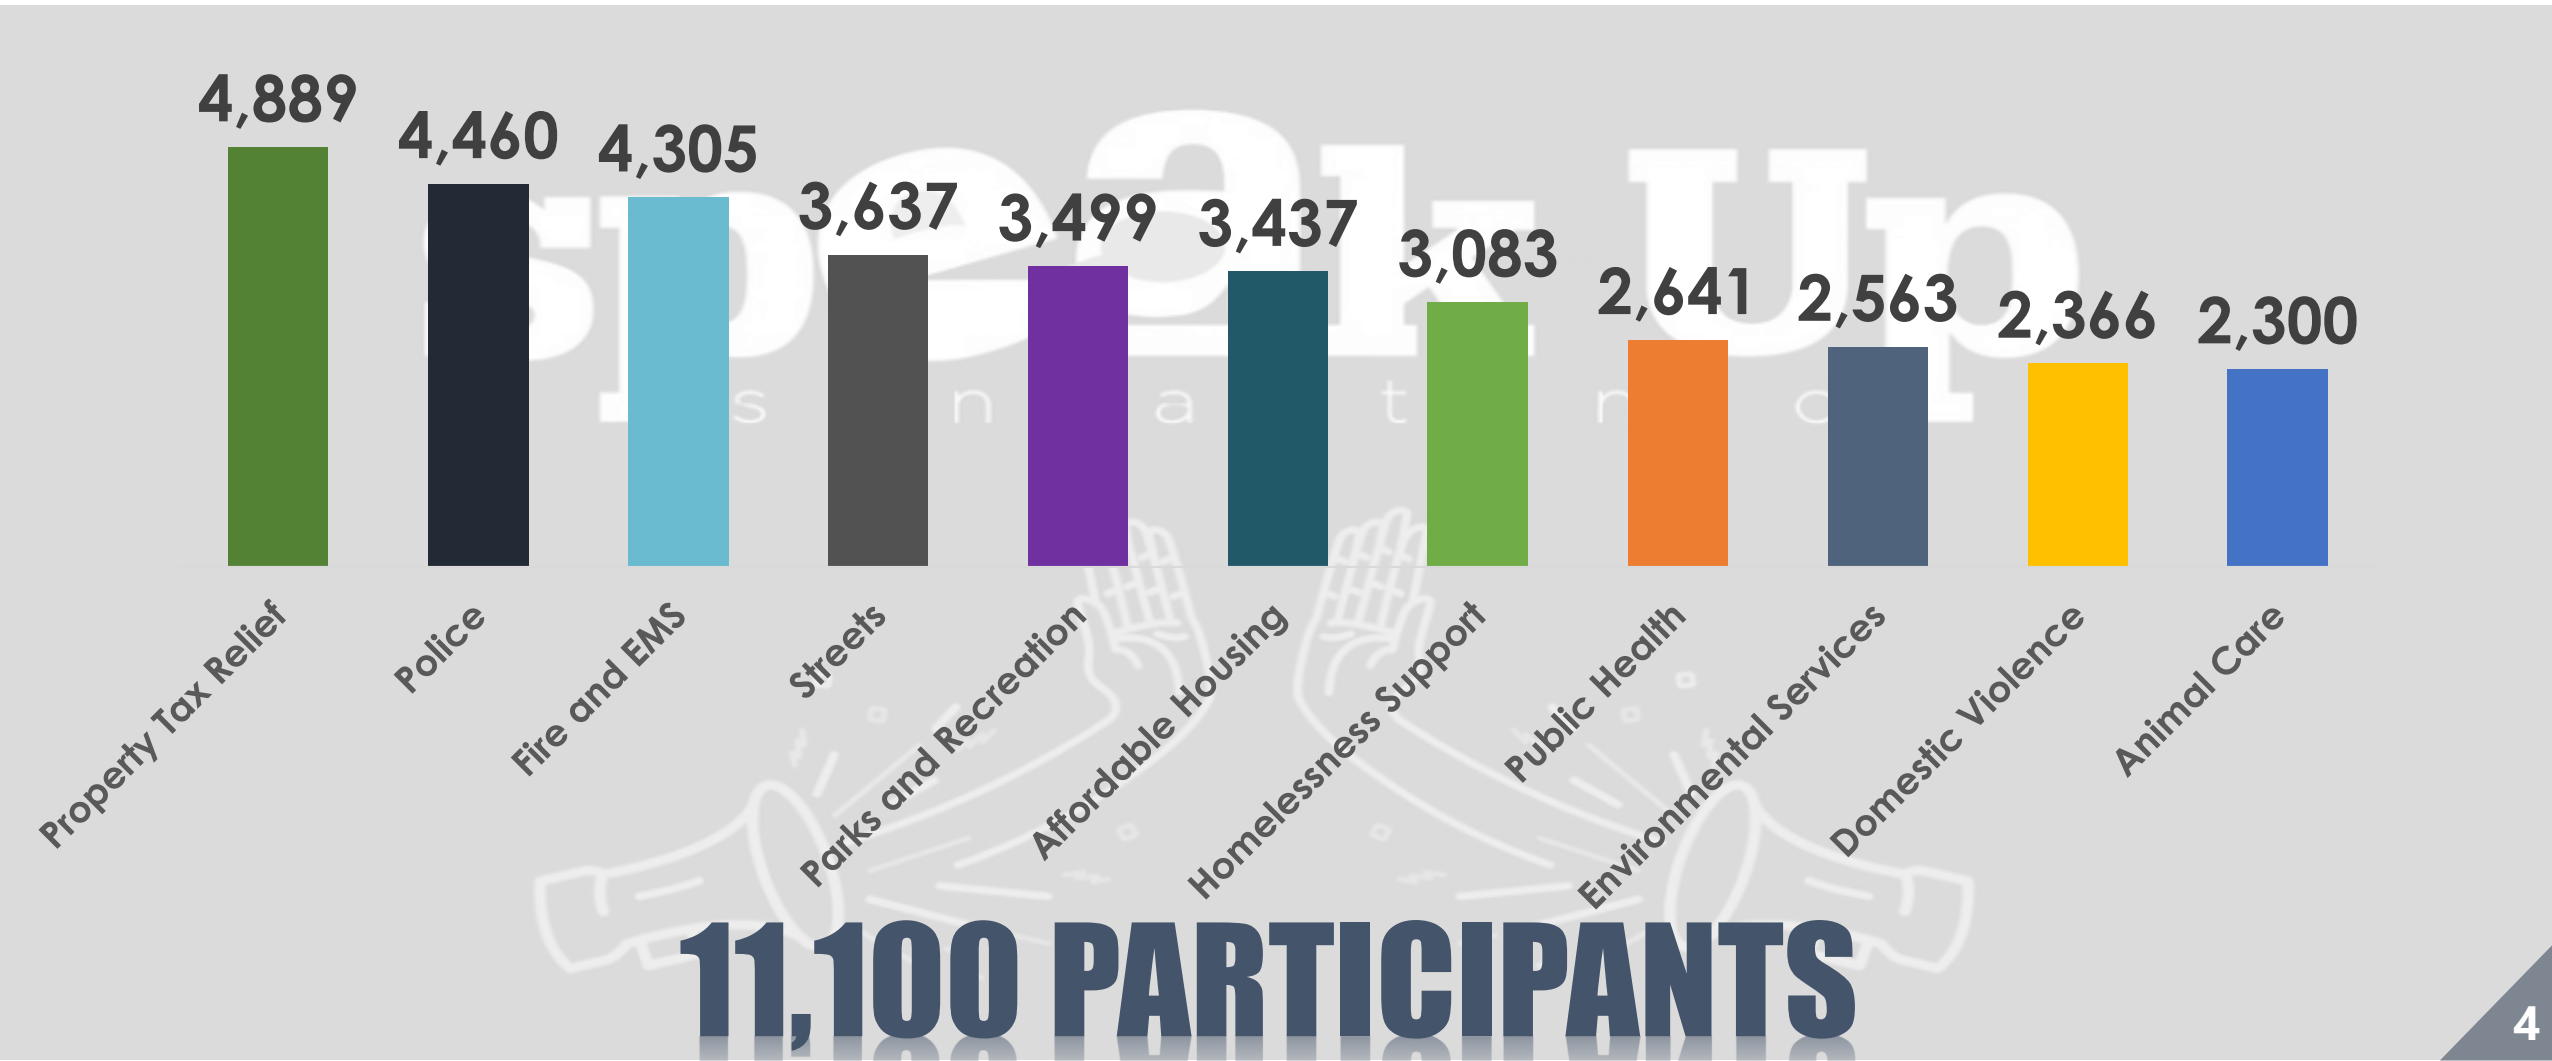 4,889
4,460
4,305
3,637
3,499
3,437
3,083
2,641
2,563
2,366
2,300
speak Up
Property Tax Relief
Police
Fire and EMS
Streets
Parks and Recreation
Affordable Housing
Homelessness Support
Public Health
Environmental Services
Domestic Violence
Animal Care
11,100 PARTICIPANTS
4